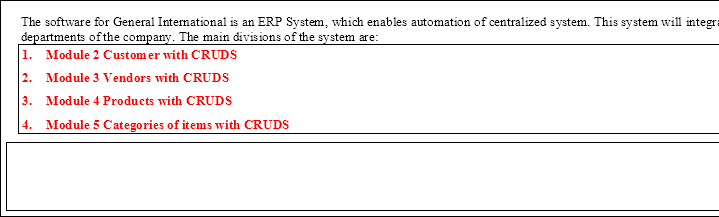 The software for General International is an ERP System, which enables automation of centralized system. This system will integra
departments of the company. The main divisions of the system are:
1. Module 2 Customer with CRUDS
2. Module 3 Vendors with CRUDS
3. Module 4 Products with CRUDS
4. Module 5 Categories of items with CRUDS